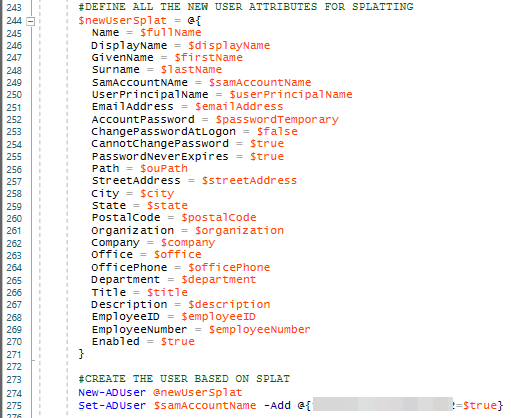 243 #DEFINE ALL THE NEW USER ATTRIBUTES FOR SPLATTING
244 $newUserSplat = @{
245 Name = $fullName
246 DisplayName = $displayName
247 GivenName = $firstName
248 Surname = $lastName
249 SamAccountNAme = $samAccountName
250 UserPrincipalName = $userPrincipalName
251 EmailAddress = $emailAddress
252 AccountPassword = $passwordTemporary
253 ChangePasswordAtLogon = $false
254 CannotChangePassword = $true
255 PasswordNeverExpires = $true
256 Path = $ouPath
257 StreetAddress = $streetAddress
258 City = $city
259 State = $state
260 PostalCode = $postalCode
261 Organization = $organization
262 Company = $company
263 Office = $office
264 OfficePhone = $officePhone
265 Department = $department
266 Title = $title
267 Description = $description
268 EmployeeID = $employeeID
269 EmployeeNumber = $employeeNumber
270 Enabled = $true
271 }
272
273 #CREATE THE USER BASED ON SPLAT
274 New-ADUser @newUserSplat
275 Set-ADUser $samAccountName -Add @{ =$true}